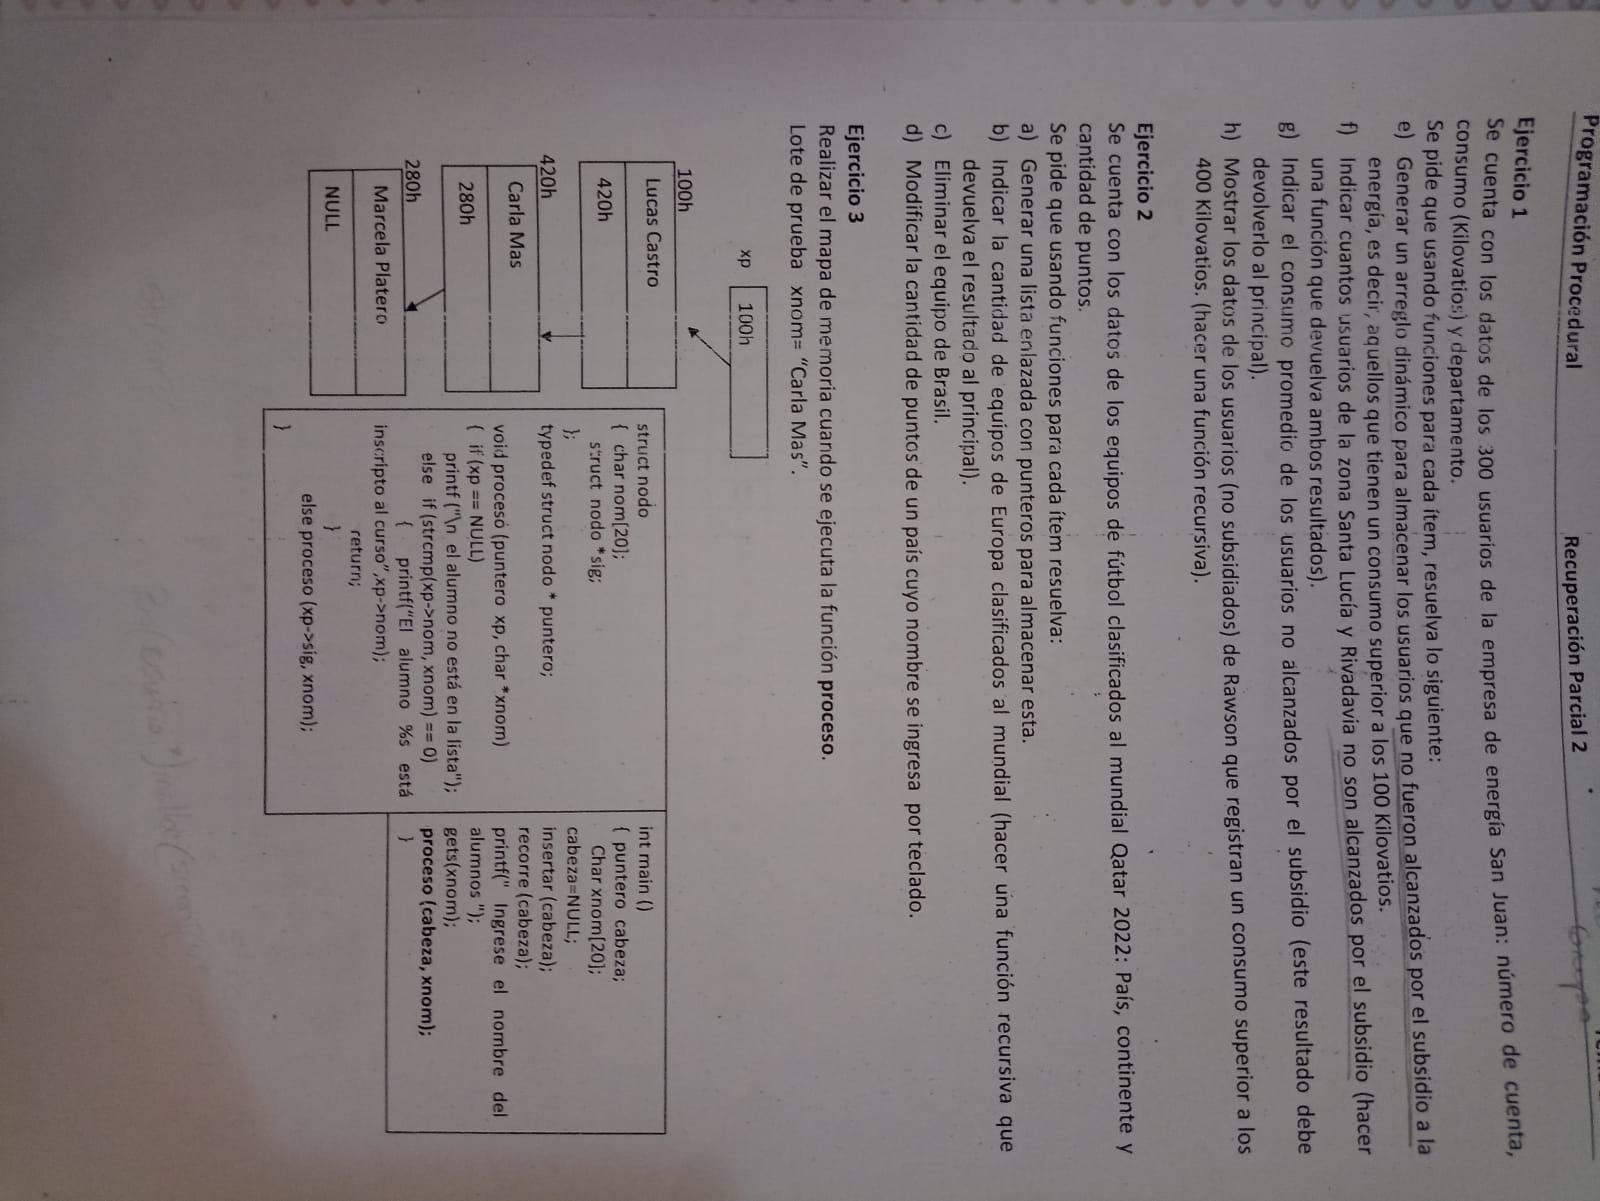 Programación Procedural
Recuperación Parcial 2
Grupo
Ejercicio 1
Se cuenta con los datos de los 300 usuarios de la empresa de energía San Juan: número de cuenta,
consumo (Kilovatios) y departamento.
Se pide que usando funciones para cada ítem, resuelva lo siguiente:
e) Generar un arreglo dinámico para almacenar los usuarios que no fueron alcanzados por el subsidio a la
energía, es decir, aquellos que tienen un consumo superior a los 100 Kilovatios.
f) Indicar cuantos usuarios de la zona Santa Lucía y Rivadavia no son alcanzados por el subsidio (hacer
una función que devuelva ambos resultados).
g) Indicar el consumo promedio de los usuarios no alcanzados por el subsidio (este resultado debe
devolverlo al principal).
h) Mostrar los datos de los usuarios (no subsidiados) de Rawson que registran un consumo superior a los
400 Kilovatios. (hacer una función recursiva).
Ejercicio 2
Se cuenta con los datos de los equipos de fútbol clasificados al mundial Qatar 2022: País, continente y
cantidad de puntos.
Se pide que usando funciones para cada ítem resuelva:
a) Generar una lista enlazada con punteros para almacenar esta.
b) Indicar la cantidad de equipos de Europa clasificados al mundial (hacer una función recursiva que
devuelva el resultado al principal).
c) Eliminar el equipo de Brasil.
d) Modificar la cantidad de puntos de un país cuyo nombre se ingresa por teclado.
Ejercicio 3
Realizar el mapa de memoria cuando se ejecuta la función proceso.
Lote de prueba xnom= “Carla Mas”.
xp
100h
100h
Lucas Castro
420h
420h
Carla Mas
280h
280h
Marcela Platero
NULL
struct nodo
{ char nom[20];
struct nodo *sig;
};
typedef struct nodo * puntero;
void proceso (puntero xp, char *xnom)
{ if (xp == NULL)
printf ("\n el alumno no está en la lista");
else if (strcmp(xp->nom, xnom) == 0)
{ printf(“El alumno %s está
inscripto al curso”,xp->nom);
return;
}
else proceso (xp->sig, xnom);
}
int main ()
{ puntero cabeza;
Char xnom[20];
cabeza=NULL;
insertar (cabeza);
recorre (cabeza);
printf(" Ingrese el nombre del
alumnos ");
gets(xnom);
proceso (cabeza, xnom);
}